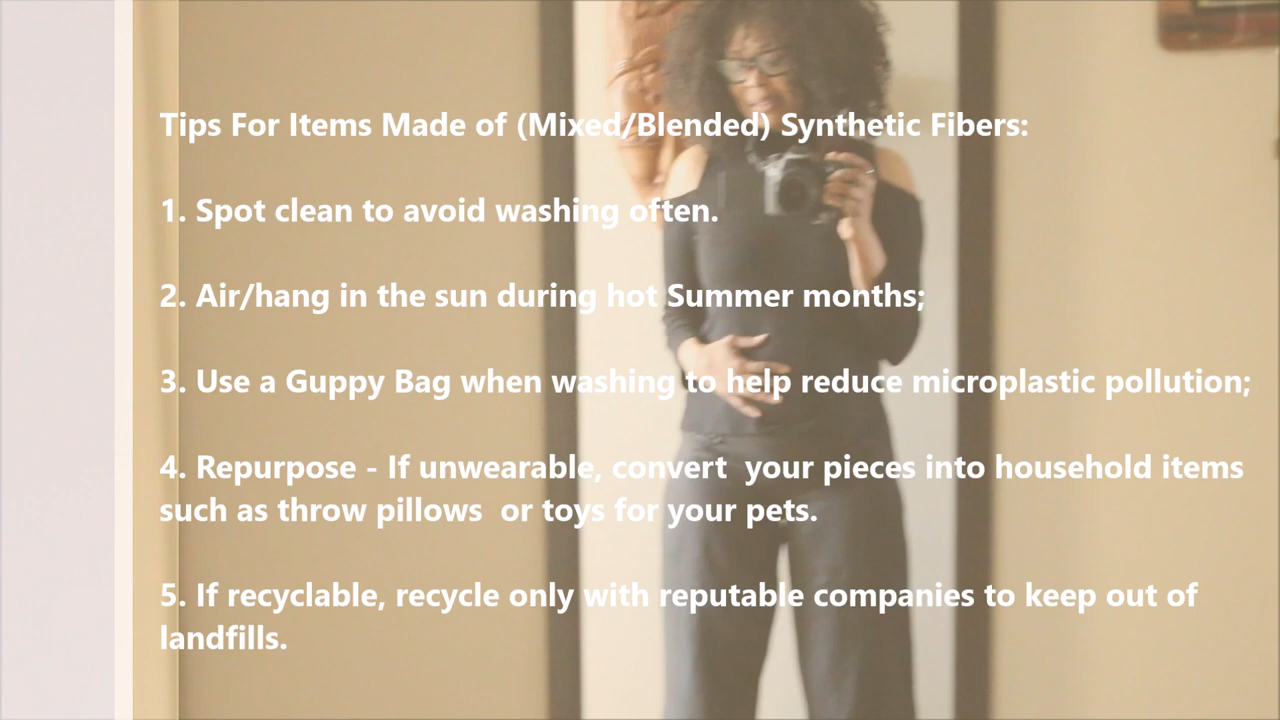 Tips For Items Made of (Mixed/Blended) Synthetic Fibers:
1. Spot clean to avoid washing often.
2. Air/hang in the sun during hot Summer months;
3. Use a Guppy Bag when washing to help reduce microplastic pollution;
4. Repurpose - If unwearable, convert  your pieces into household items
such as throw pillows  or toys for your pets.
5. If recyclable, recycle only with reputable companies to keep out of
landfills.